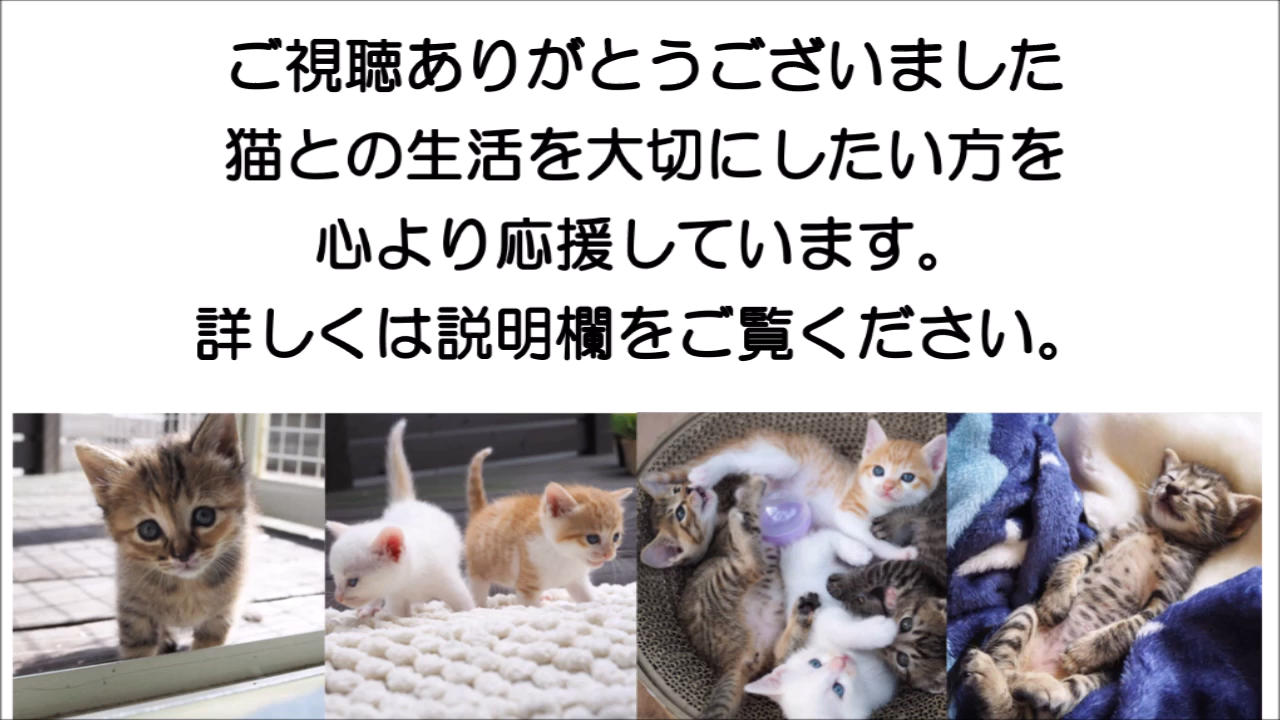 ご視聴ありがとうございました
猫との生活を大切にしたい方を
心より応援しています。
詳しくは説明欄をご覧ください。